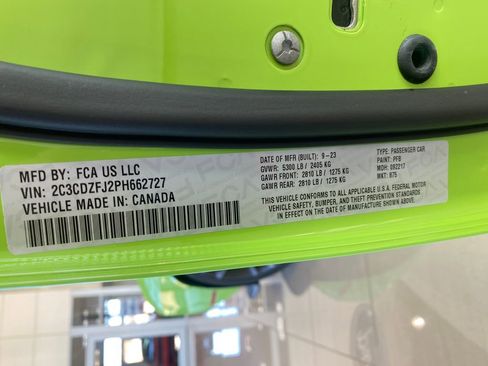 MFD BY: FCA US LLC
VIN: 2C3CDZFJ2PH662727
VEHICLE MADE IN: CANADA
DATE OF MFR (BUILT): 9-23
GVWR: 5300 LB / 2405 KG
GAWR FRONT: 2810 LB / 1275 KG
GAWR REAR: 2810 LB / 1275 KG
TYPE: PASSENGER CAR
PAINT: PFB
MDH: 092217
MKT: 875
THIS VEHICLE CONFORMS TO ALL APPLICABLE U.S.A. FEDERAL MOTOR
VEHICLE SAFETY, BUMPER, AND THEFT PREVENTION STANDARDS
IN EFFECT ON THE DATE OF MANUFACTURE SHOWN ABOVE.